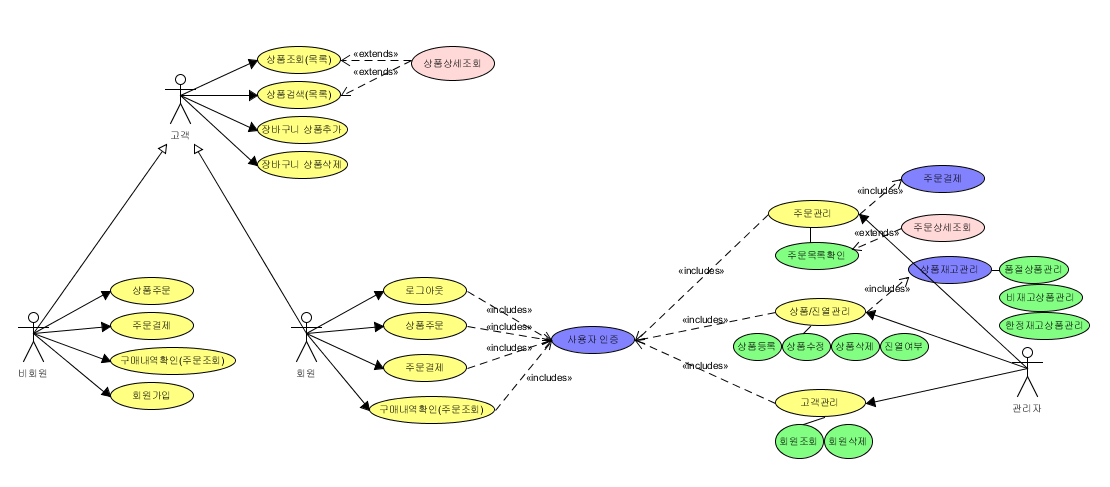 상품조회(목록)
«extends»
상품상세조회
«extends»
상품검색(목록)
장바구니 상품추가
장바구니 상품삭제
고객
상품주문
주문결제
구매내역확인(주문조회)
회원가입
비회원
로그아웃
상품주문
주문결제
구매내역확인(주문조회)
회원
«includes»
«includes»
«includes»
«includes»
사용자 인증
«includes»
«includes»
«includes»
주문관리
«includes»
주문결제
주문목록확인
«extends»
주문상세조회
상품/진열관리
«includes»
상품재고관리
품절상품관리
비재고상품관리
한정재고상품관리
상품등록
상품수정
상품삭제
진열여부
고객관리
회원조회
회원삭제
관리자